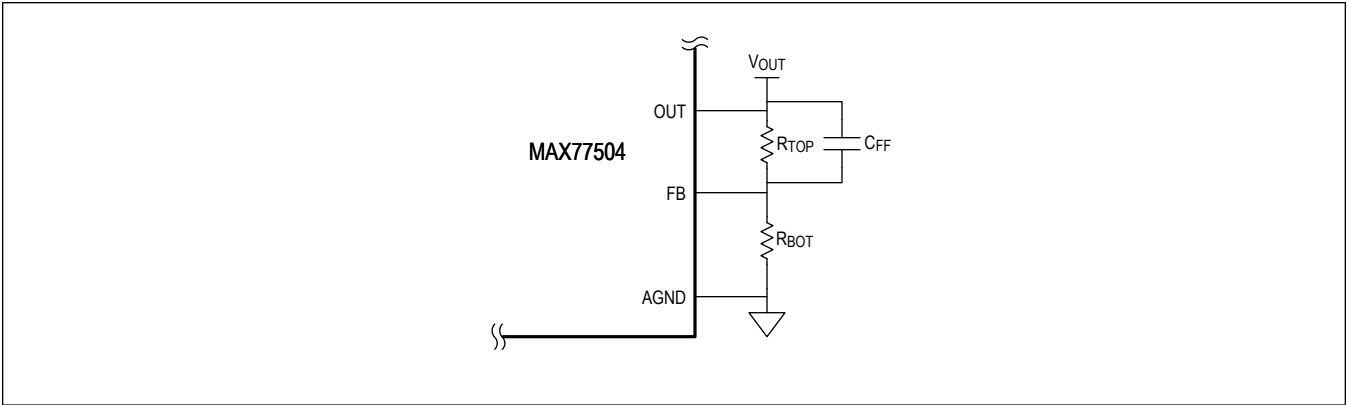 VOUT
OUT
RTOP
CFF
MAX77504
FB
RBOT
AGND